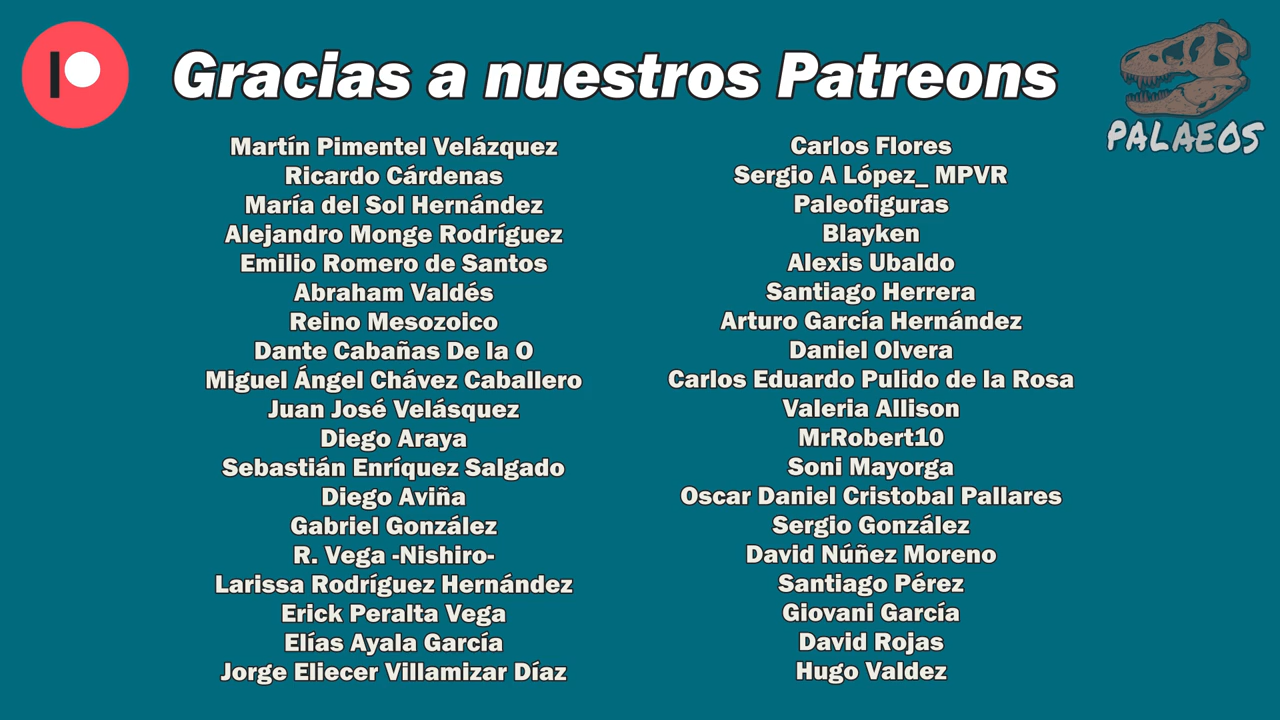 Gracias a nuestros Patreons
PALAEOS
Martín Pimentel Velázquez
Ricardo Cárdenas
María del Sol Hernández
Alejandro Monge Rodríguez
Emilio Romero de Santos
Abraham Valdés
Reino Mesozoico
Dante Cabañas De la O
Miguel Ángel Chávez Caballero
Juan José Velásquez
Diego Araya
Sebastián Enríquez Salgado
Diego Aviña
Gabriel González
R. Vega -Nishiro-
Larissa Rodríguez Hernández
Erick Peralta Vega
Elías Ayala García
Jorge Eliecer Villamizar Díaz
Carlos Flores
Sergio A López_ MPVR
Paleofiguras
Blayken
Alexis Ubaldo
Santiago Herrera
Arturo García Hernández
Daniel Olvera
Carlos Eduardo Pulido de la Rosa
Valeria Allison
MrRobert10
Soni Mayorga
Oscar Daniel Cristobal Pallares
Sergio González
David Núñez Moreno
Santiago Pérez
Giovani García
David Rojas
Hugo Valdez